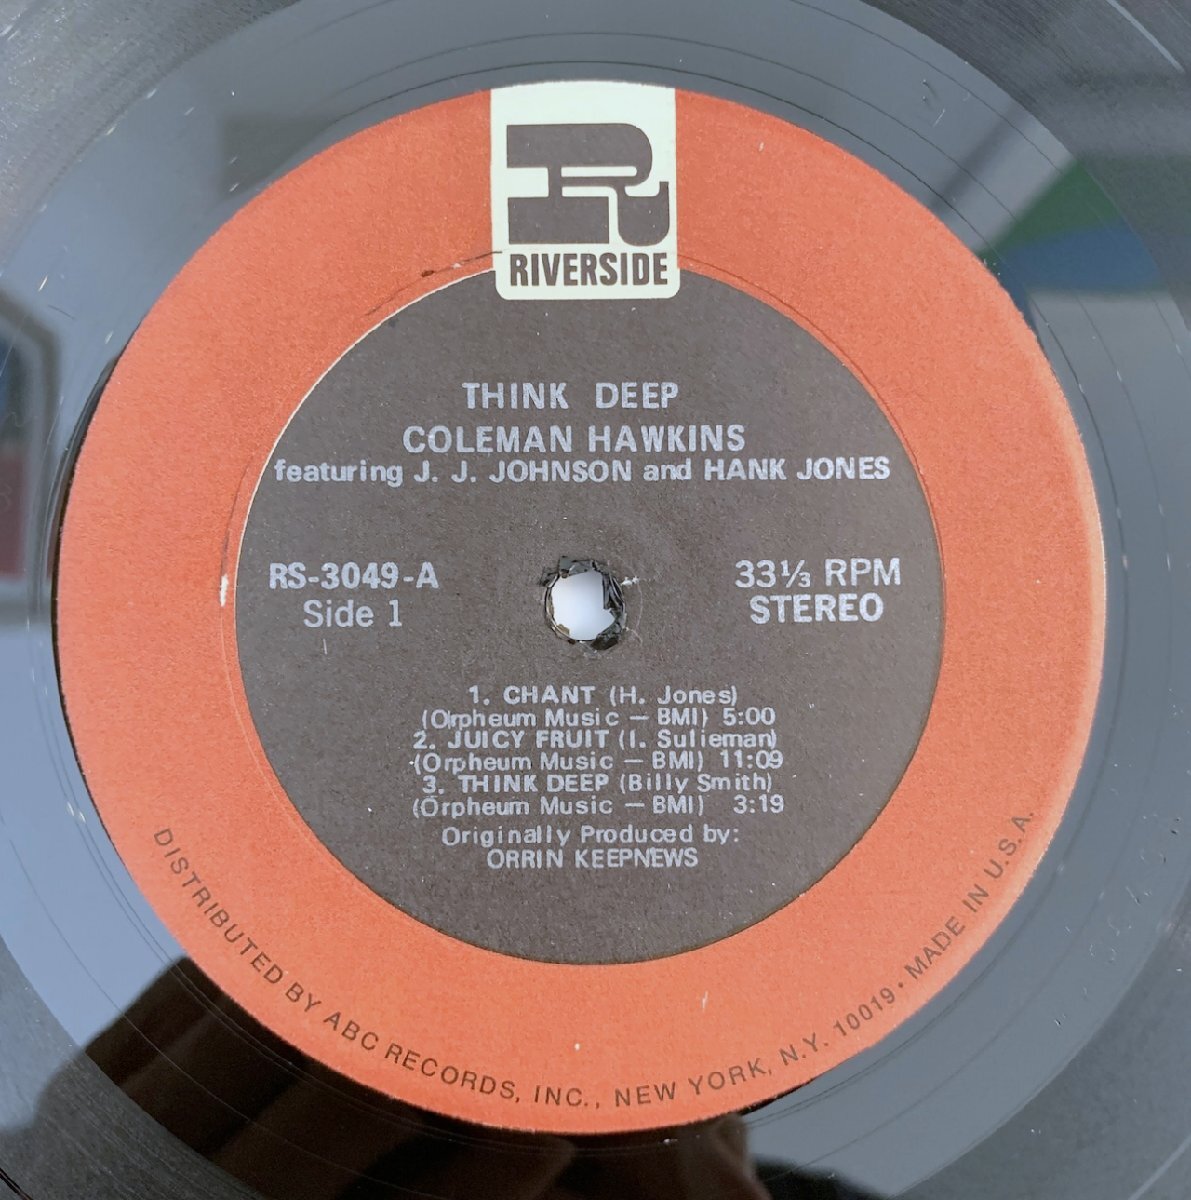 R
RIVERSIDE
THINK DEEP
COLEMAN HAWKINS
featuring J. J. JOHNSON and HANK JONES
RS-3049-A
Side 1
33⅓ RPM
STEREO
1. CHANT (H. Jones)
(Orpheum Music — BMI) 5:00
2. JUICY FRUIT (I. Sulieman)
(Orpheum Music — BMI) 11:09
3. THINK DEEP (Billy Smith)
(Orpheum Music — BMI) 3:19
Originally Produced by:
ORRIN KEEPNEWS
DISTRIBUTED BY ABC RECORDS, INC., NEW YORK, N.Y. 10019 • MADE IN U.S.A.